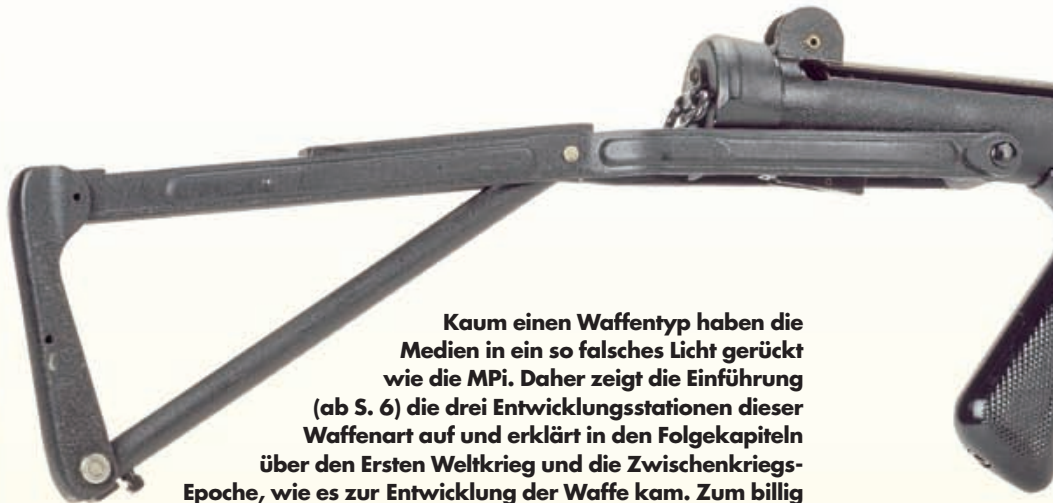 Kaum einen Waffentyp haben die
Medien in ein so falsches Licht gerückt
wie die MPi. Daher zeigt die Einführung
(ab S. 6) die drei Entwicklungsstationen dieser
Waffenart auf und erklärt in den Folgekapiteln
über den Ersten Weltkrieg und die Zwischenkriegs-
Epoche, wie es zur Entwicklung der Waffe kam. Zum billig